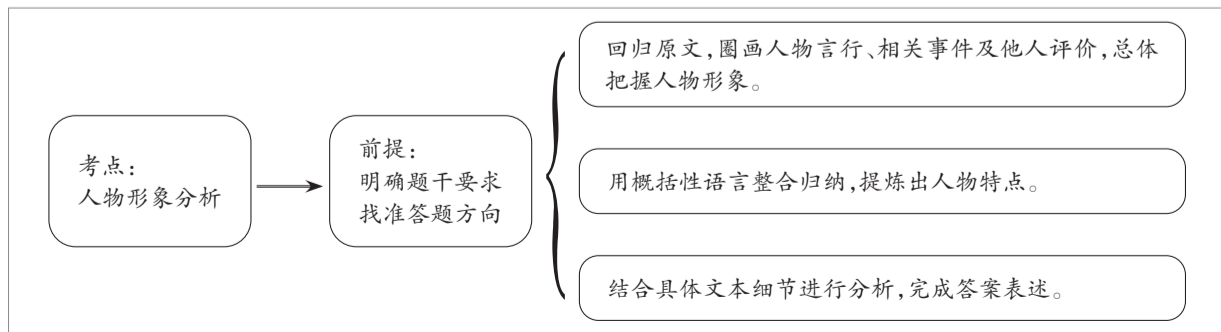 考点：
人物形象分析
前提：
明确题干要求
找准答题方向
回归原文，圈画人物言行、相关事件及他人评价，总体
把握人物形象。
用概括性语言整合归纳，提炼出人物特点。
结合具体文本细节进行分析，完成答案表述。